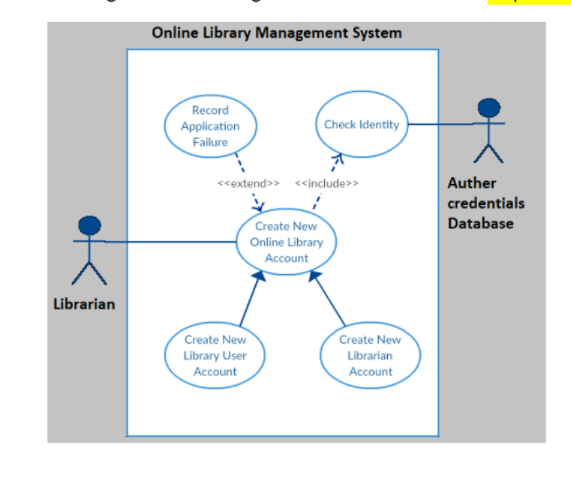 Online Library Management System
Record
Application
Failure
Check Identity
<<extend>>
<<include>>
Auther
credentials
Database
Create New
Online Library
Account
Librarian
Create New
Library User
Account
Create New
Librarian
Account